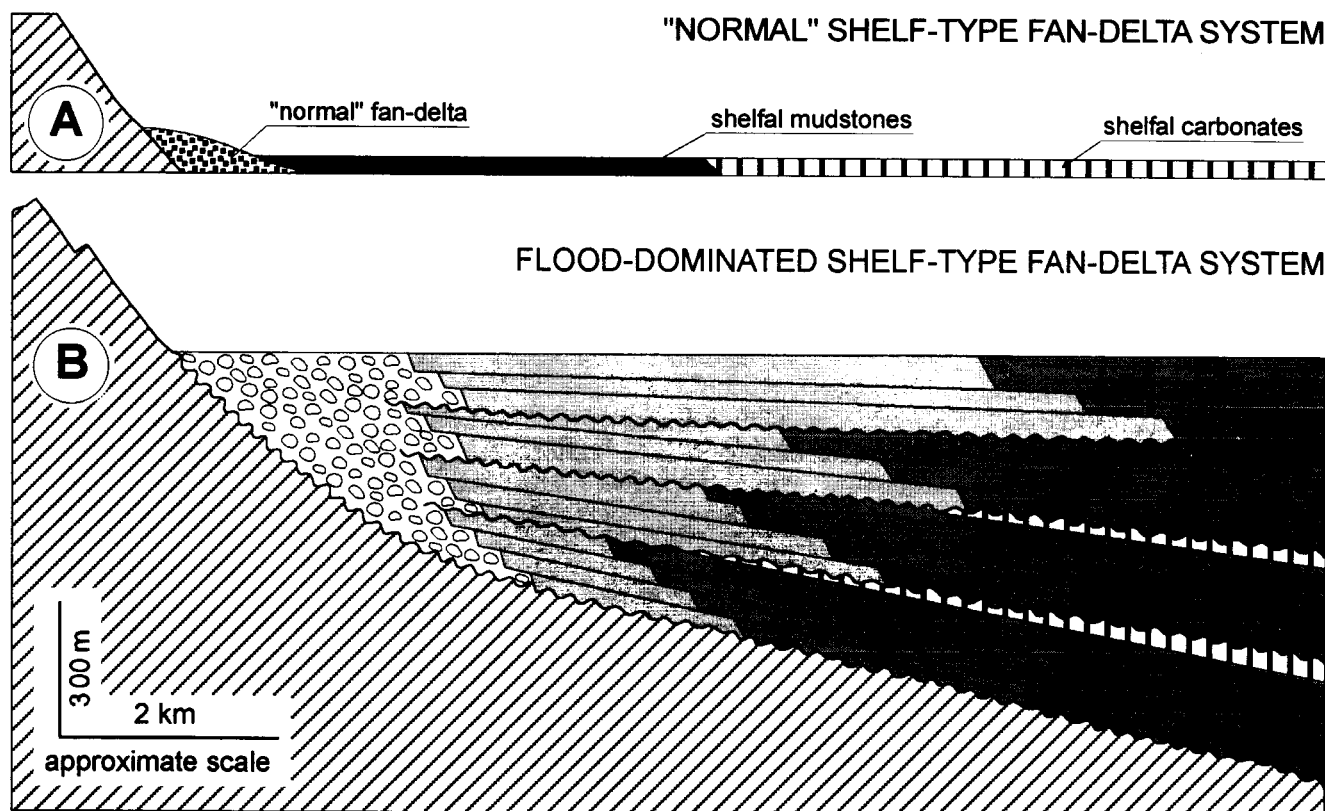 "NORMAL" SHELF-TYPE FAN-DELTA SYSTEM
A
"normal" fan-delta
shelfal mudstones
shelfal carbonates
FLOOD-DOMINATED SHELF-TYPE FAN-DELTA SYSTEM
B
300 m
2 km
approximate scale